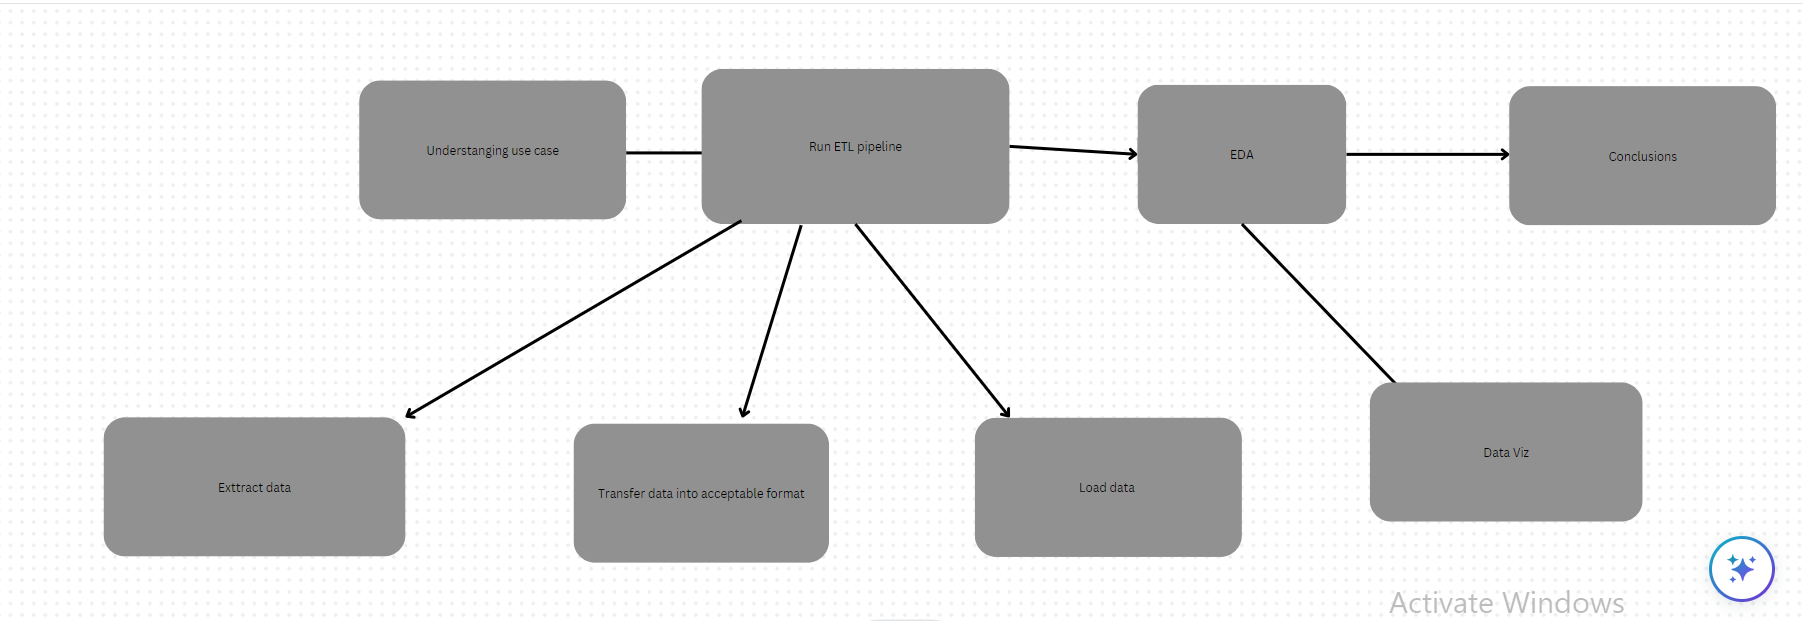 Understanging use case
Run ETL pipeline
EDA
Conclusions
Exttract data
Transfer data into acceptable format
Load data
Data Viz
Activate Windows